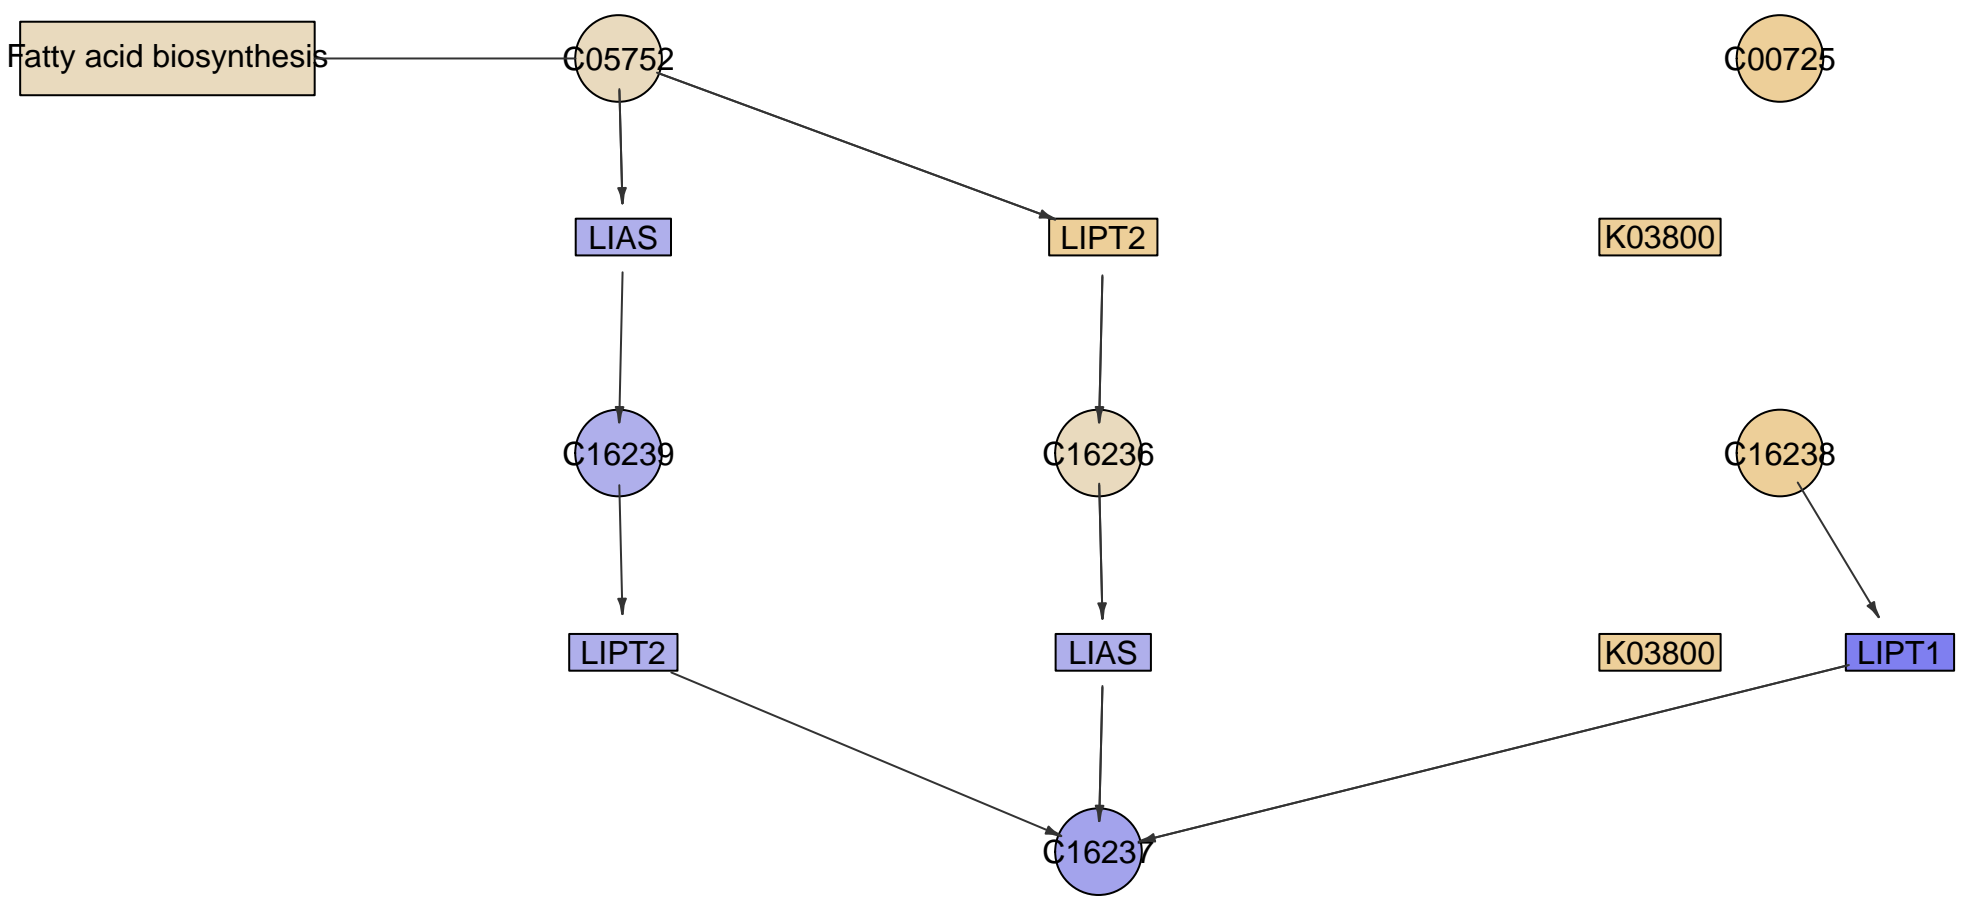 Fatty acid biosynthesis
C05752
C00725
LIAS
LIPT2
K03800
C16239
C16236
C16238
LIPT2
LIAS
K03800
LIPT1
C16237